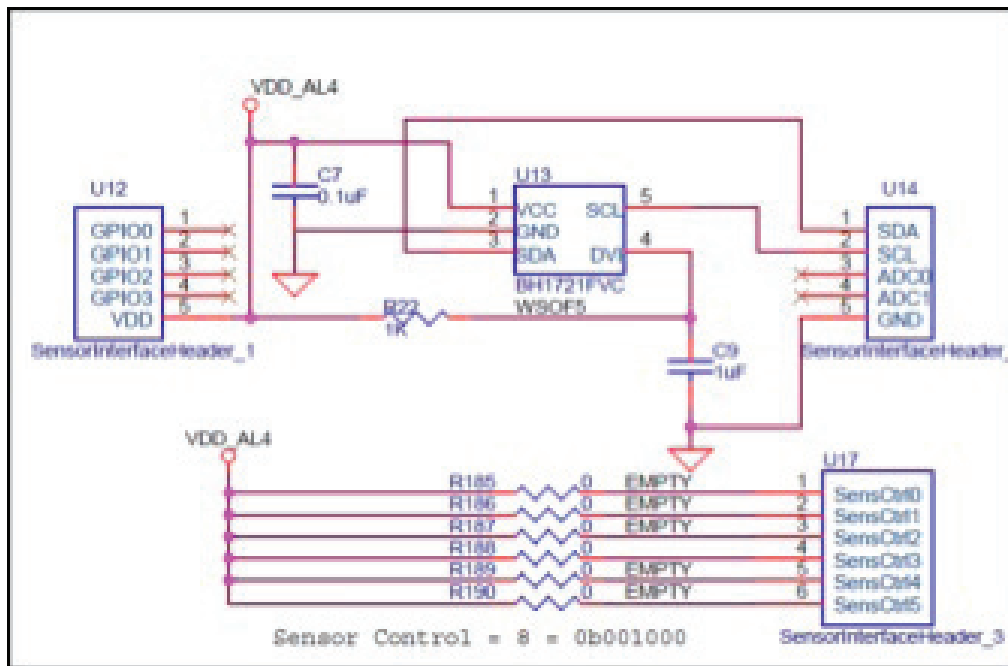 VDD_AL4
C7
0.1uF
U12
1
GPIO0
2
GPIO1
3
GPIO2
4
GPIO3
5
VDD
SensorInterfaceHeader_1
U13
1
VCC
2
GND
3
SDA
SCL
5
DVI
4
BH1721FVC
WSOF5
R22
1K
C9
1uF
U14
1
SDA
2
SCL
3
ADC0
4
ADC1
5
GND
SensorInterfaceHeader_
VDD_AL4
U17
R185 0 EMPTY 1 SensCtrl0
R186 0 EMPTY 2 SensCtrl1
R187 0 EMPTY 3 SensCtrl2
R188 0 4 SensCtrl3
R189 0 EMPTY 5 SensCtrl4
R190 0 EMPTY 6 SensCtrl5
SensorInterfaceHeader_3
Sensor Control = 8 = 0b001000